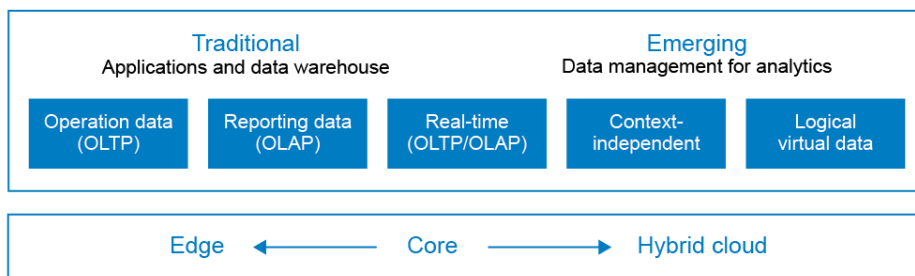 Traditional
Applications and data warehouse
Emerging
Data management for analytics
Operation data
(OLTP)
Reporting data
(OLAP)
Real-time
(OLTP/OLAP)
Context-
independent
Logical
virtual data
Edge
Core
Hybrid cloud